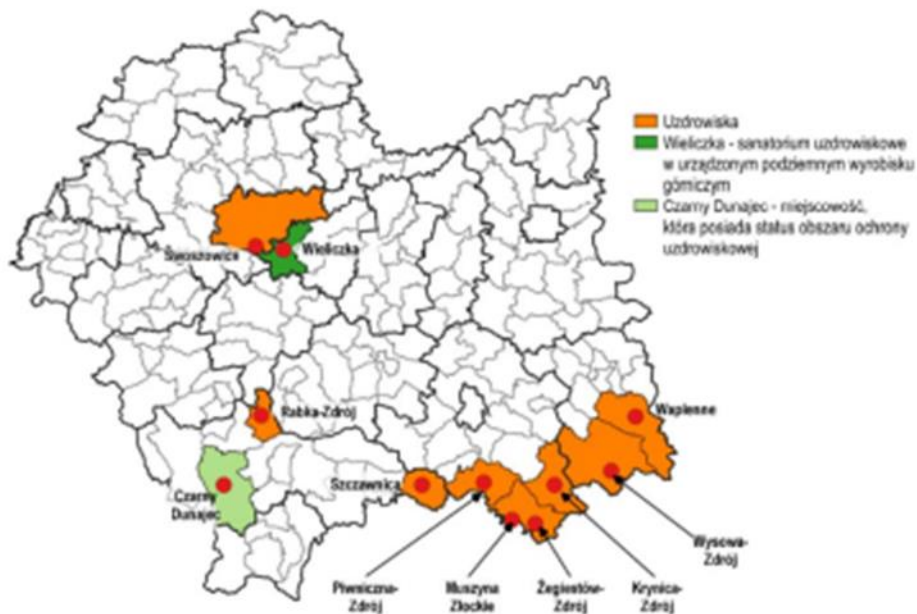 Uzdrowiska
Wieliczka - sanatorium uzdrowiskowe
w urządzonym podziemnym wyrobisku
górniczym
Czarny Dunajec - miejscowość,
która posiada status obszaru ochrony
uzdrowiskowej
Swoszowice
Wieliczka
Rabka-Zdrój
Wapienne
Szczawnica
Czarny
Dunajec
Wysowa-
Zdrój
Piwniczna-
Zdrój
Muszyna
Złockie
Żegiestów-
Zdrój
Krynica-
Zdrój